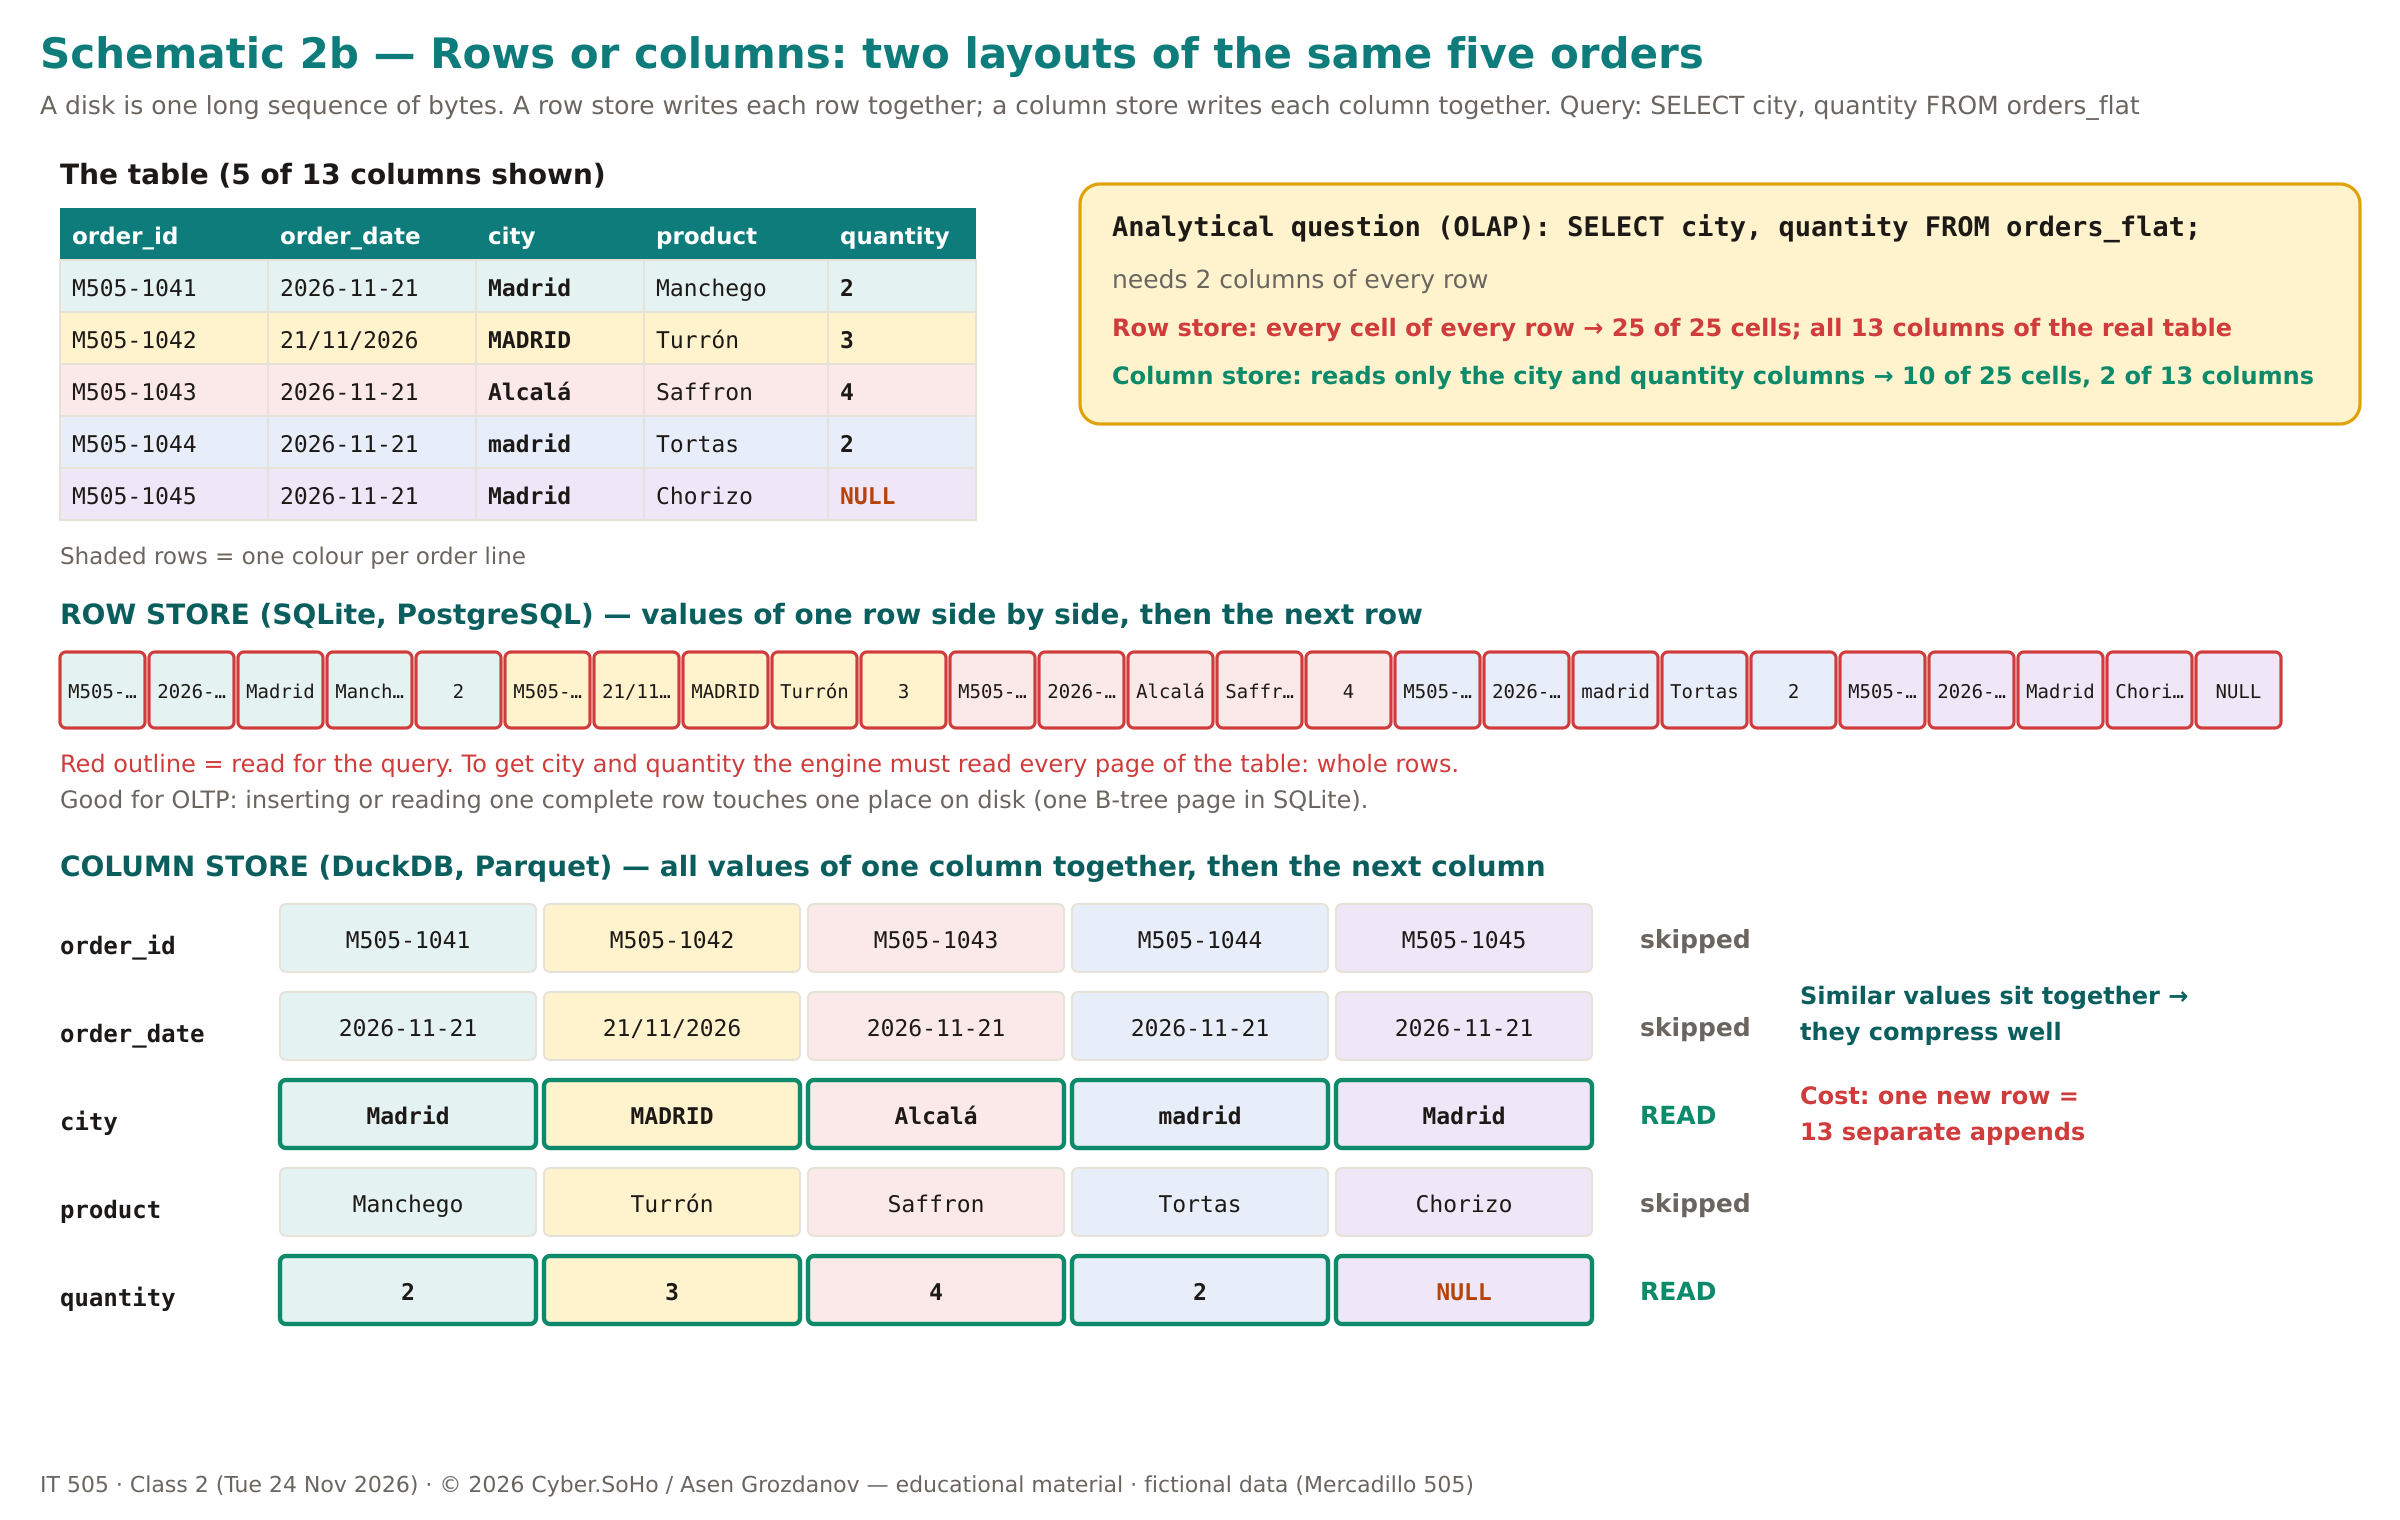 Schematic 2b — Rows or columns: two layouts of the same five orders
A disk is one long sequence of bytes. A row store writes each row together; a column store writes each column together. Query: SELECT city, quantity FROM orders_flat
The table (5 of 13 columns shown)
order_id order_date city product quantity
M505-1041 2026-11-21 Madrid Manchego 2
M505-1042 21/11/2026 MADRID Turrón 3
M505-1043 2026-11-21 Alcalá Saffron 4
M505-1044 2026-11-21 madrid Tortas 2
M505-1045 2026-11-21 Madrid Chorizo NULL
Shaded rows = one colour per order line
Analytical question (OLAP): SELECT city, quantity FROM orders_flat;
needs 2 columns of every row
Row store: every cell of every row → 25 of 25 cells; all 13 columns of the real table
Column store: reads only the city and quantity columns → 10 of 25 cells, 2 of 13 columns
ROW STORE (SQLite, PostgreSQL) — values of one row side by side, then the next row
M505-… 2026-… Madrid Manch… 2 M505-… 21/11… MADRID Turrón 3 M505-… 2026-… Alcalá Saffr… 4 M505-… 2026-… madrid Tortas 2 M505-… 2026-… Madrid Chori… NULL
Red outline = read for the query. To get city and quantity the engine must read every page of the table: whole rows.
Good for OLTP: inserting or reading one complete row touches one place on disk (one B-tree page in SQLite).
COLUMN STORE (DuckDB, Parquet) — all values of one column together, then the next column
order_id M505-1041 M505-1042 M505-1043 M505-1044 M505-1045 skipped
order_date 2026-11-21 21/11/2026 2026-11-21 2026-11-21 2026-11-21 skipped
city Madrid MADRID Alcalá madrid Madrid READ
product Manchego Turrón Saffron Tortas Chorizo skipped
quantity 2 3 4 2 NULL READ
Similar values sit together →
they compress well
Cost: one new row =
13 separate appends
IT 505 · Class 2 (Tue 24 Nov 2026) · © 2026 Cyber.SoHo / Asen Grozdanov — educational material · fictional data (Mercadillo 505)